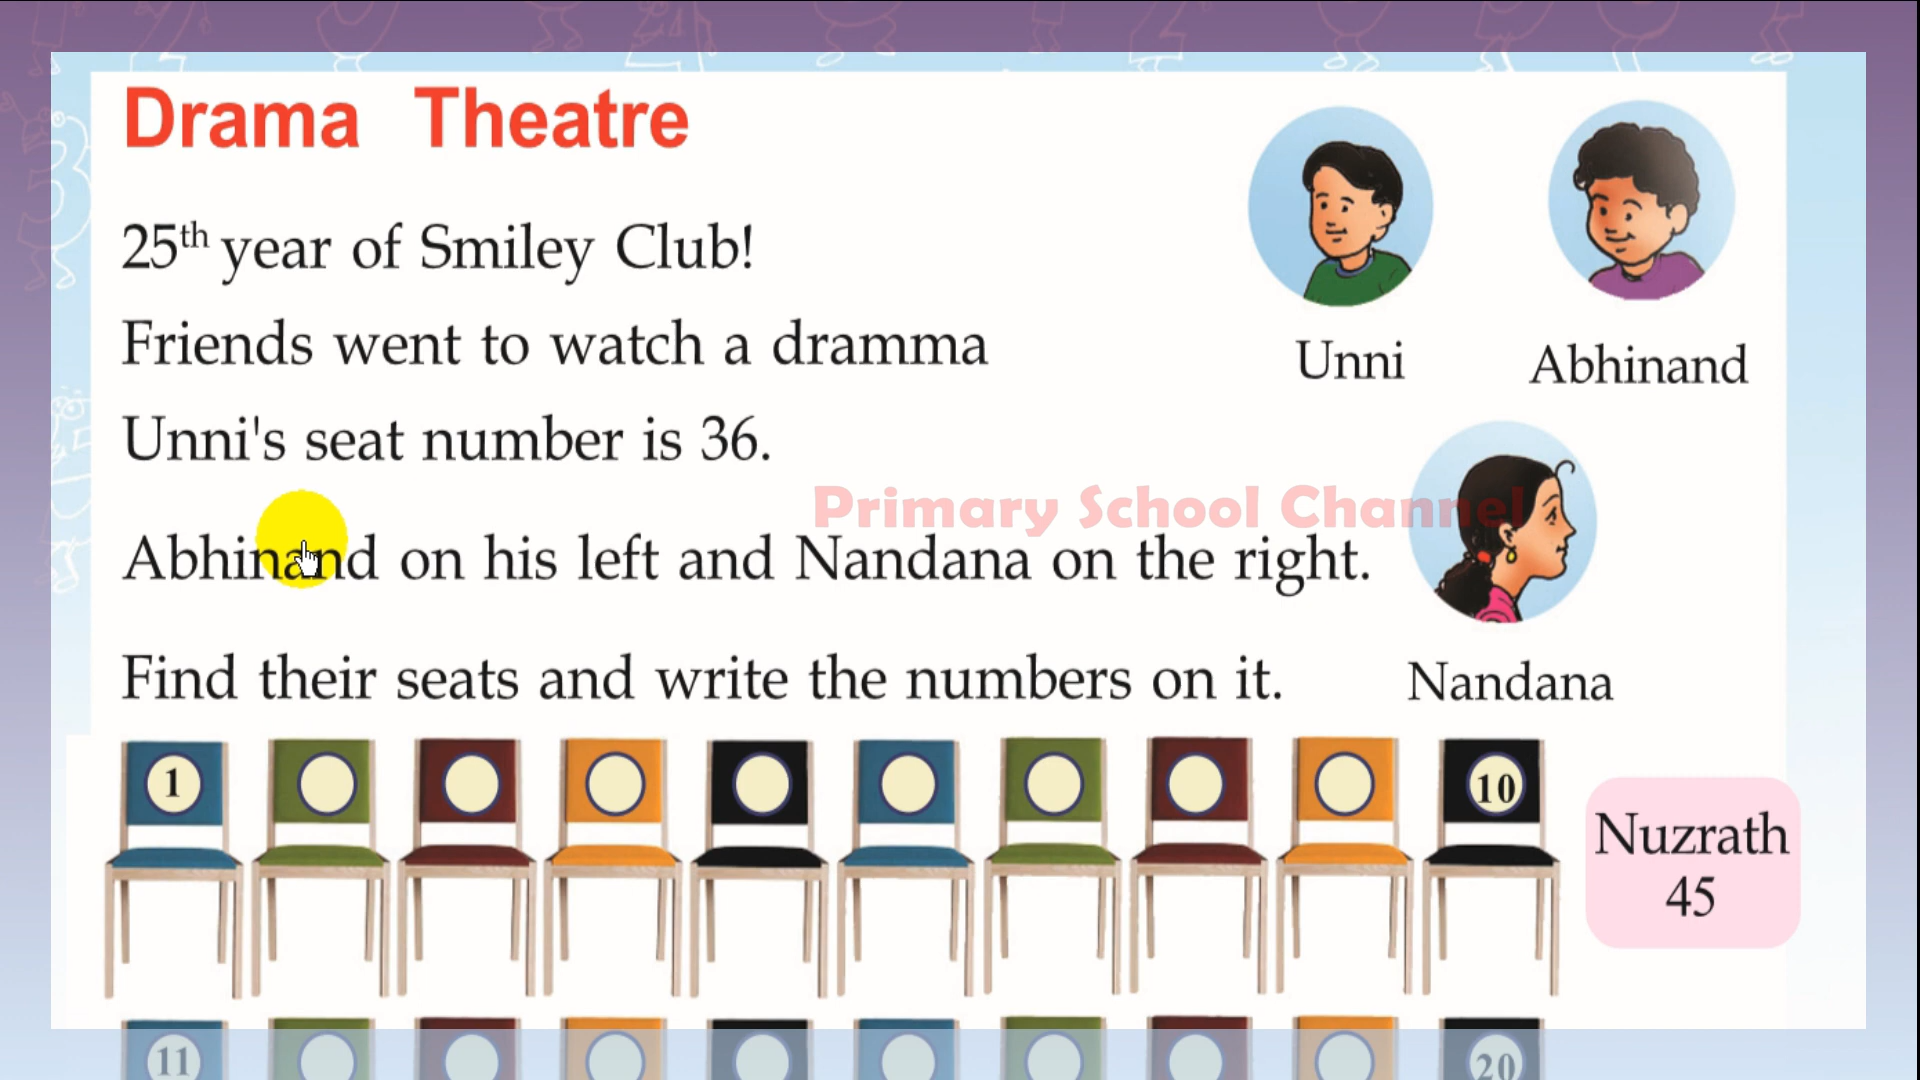 Drama Theatre
25th year of Smiley Club!
Friends went to watch a dramma
Unni's seat number is 36.
Abhinand on his left and Nandana on the right.
Find their seats and write the numbers on it.
Unni
Abhinand
Primary School Channel
Nandana
1
10
Nuzrath
45
11
20